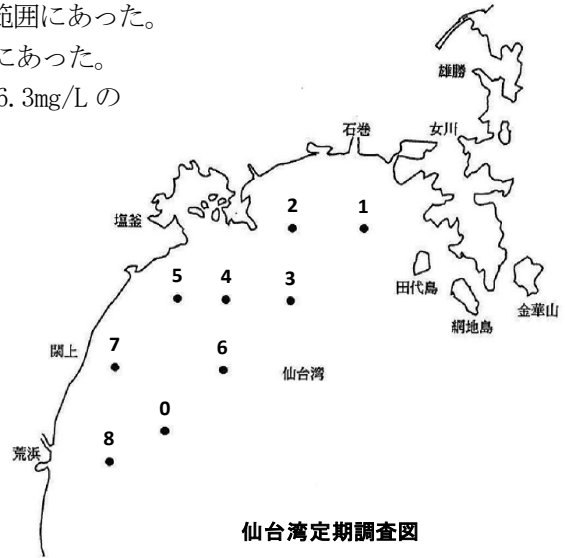 範囲にあった。
にあった。
6.3mg/L の
雄勝
石巻
女川
2
1
塩釜
5
4
3
田代島
網地島
金華山
閖上
7
6
仙台湾
0
荒浜
8
仙台湾定期調査図